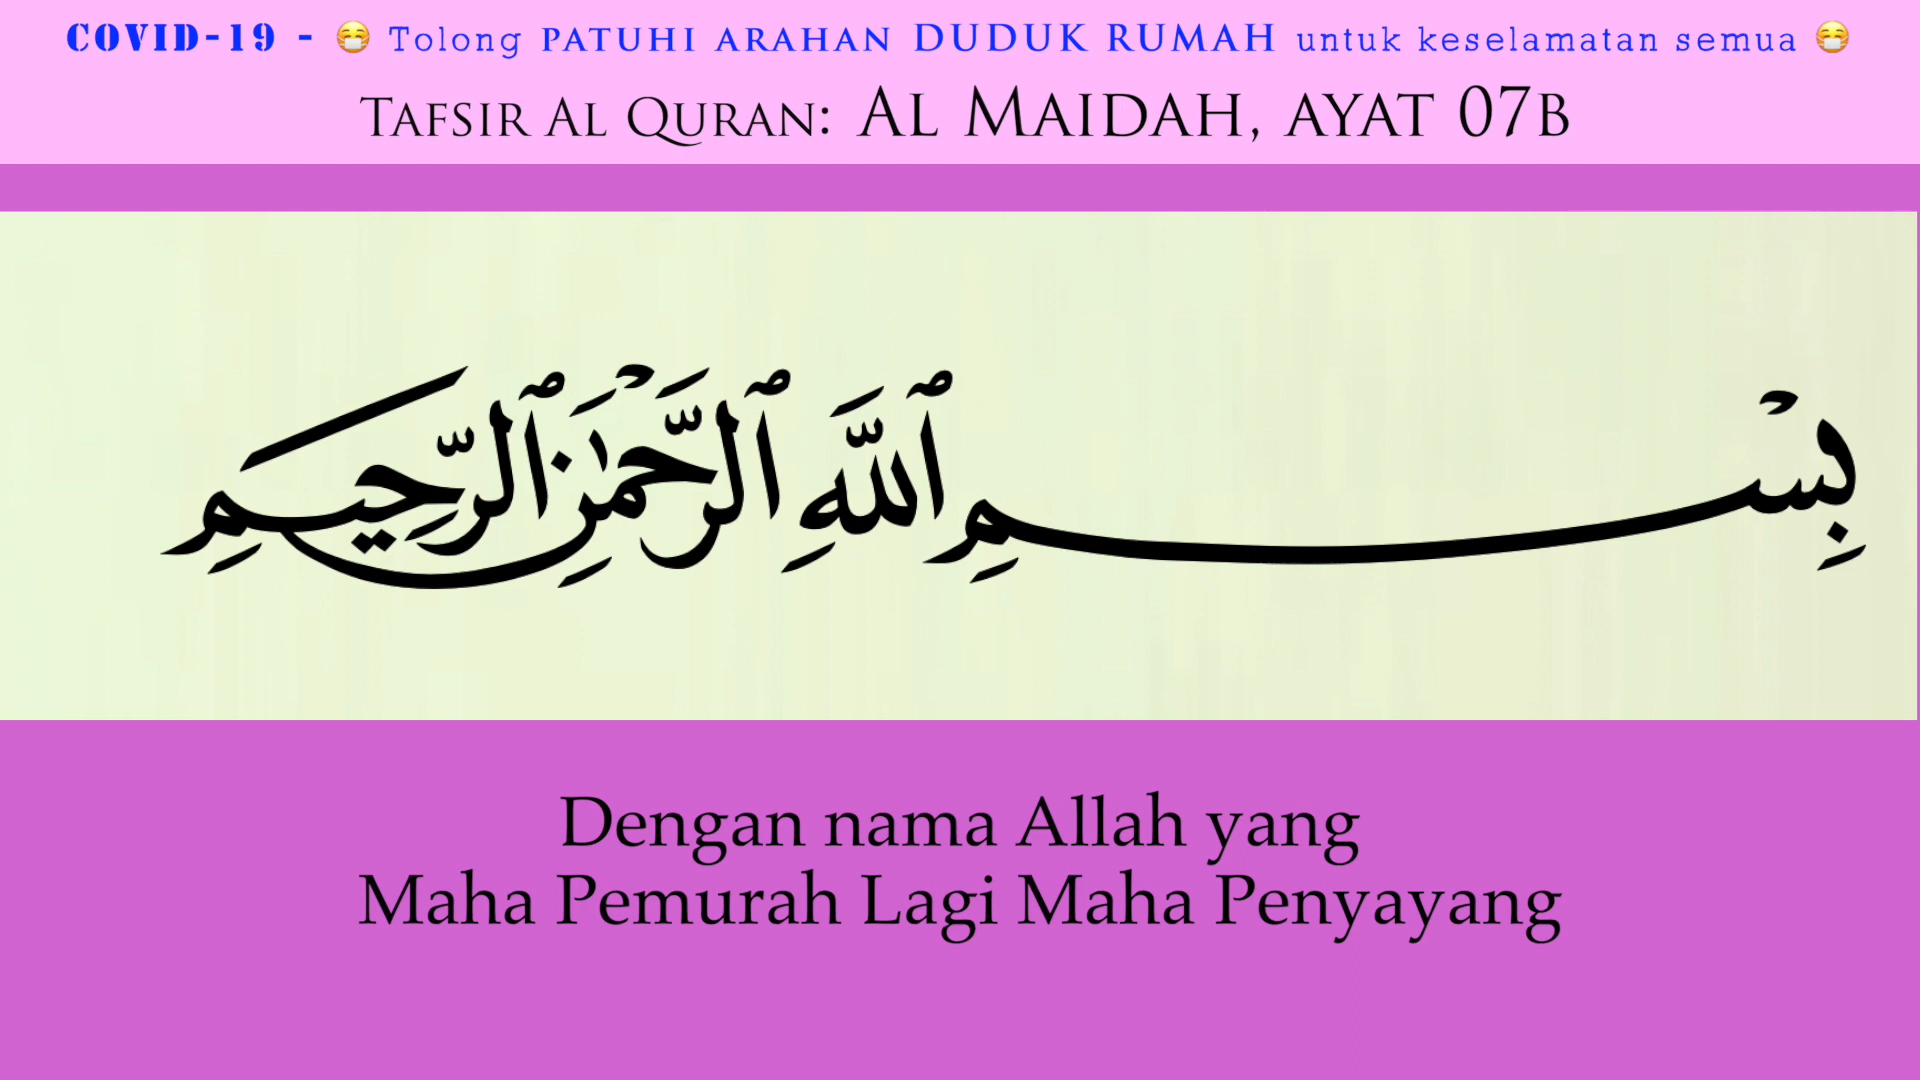 COVID-19 - 😷 Tolong PATUHI ARAHAN DUDUK RUMAH untuk keselamatan semua 😷
TAFSIR AL QURAN: AL MAIDAH, AYAT 07B
بِسْمِ ٱللَّهِ ٱلرَّحْمَٰنِ ٱلرَّحِيمِ
Dengan nama Allah yang
Maha Pemurah Lagi Maha Penyayang